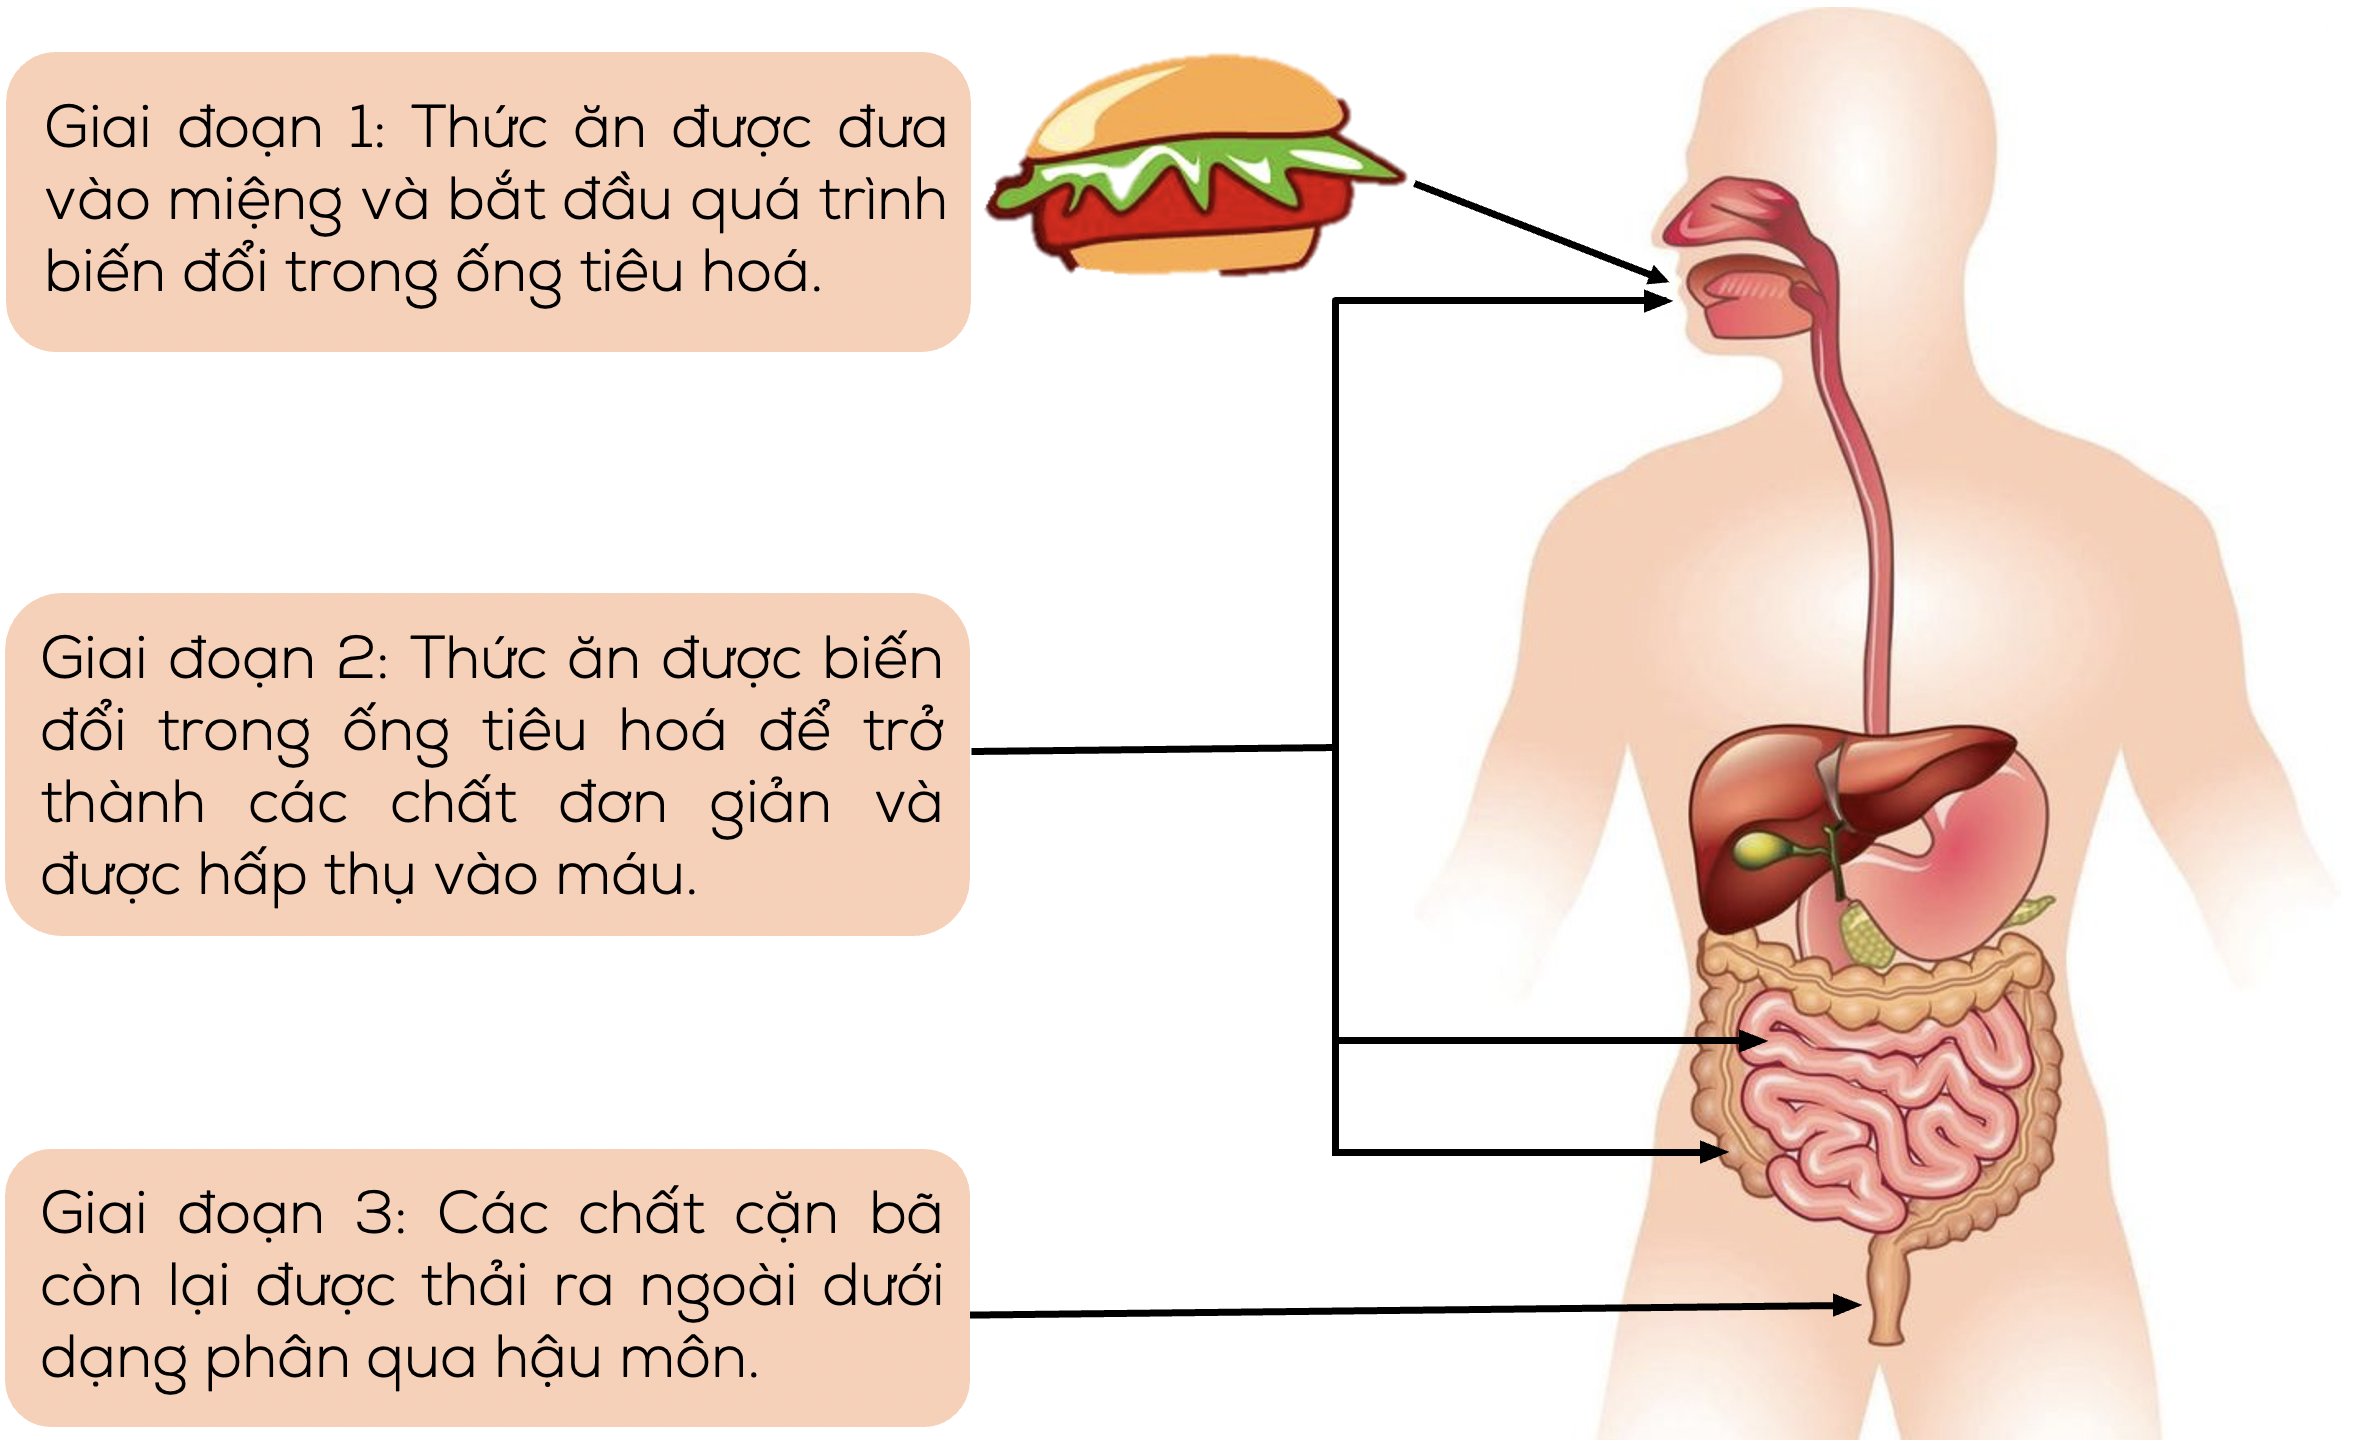 Giai đoạn 1: Thức ăn được đưa
vào miệng và bắt đầu quá trình
biến đổi trong ống tiêu hoá.
Giai đoạn 2: Thức ăn được biến
đổi trong ống tiêu hoá để trở
thành các chất đơn giản và
được hấp thụ vào máu.
Giai đoạn 3: Các chất cặn bã
còn lại được thải ra ngoài dưới
dạng phân qua hậu môn.